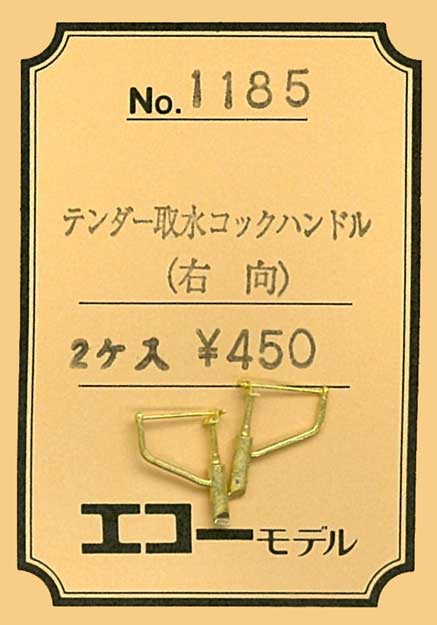 No. 1185
テンダー取水コックハンドル
(右 向)
2ケ入 ¥450
エコーモデル